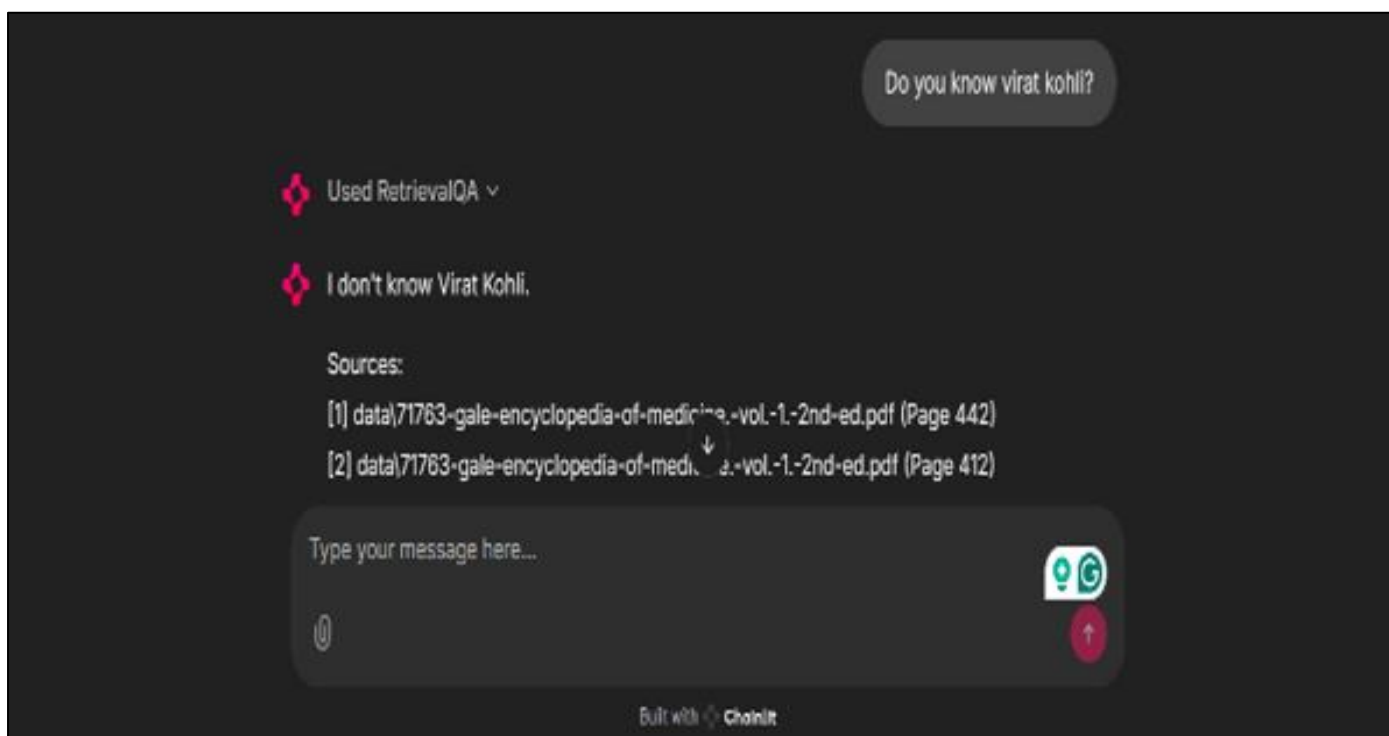 Do you know virat kohli?
Used RetrievalQA
I don't know Virat Kohli.
Sources:
[1] data\71763-gale-encyclopedia-of-medicine.-vol.-1.-2nd-ed.pdf (Page 442)
[2] data\71763-gale-encyclopedia-of-medicine.-vol.-1.-2nd-ed.pdf (Page 412)
Type your message here...
Built with Chainlit